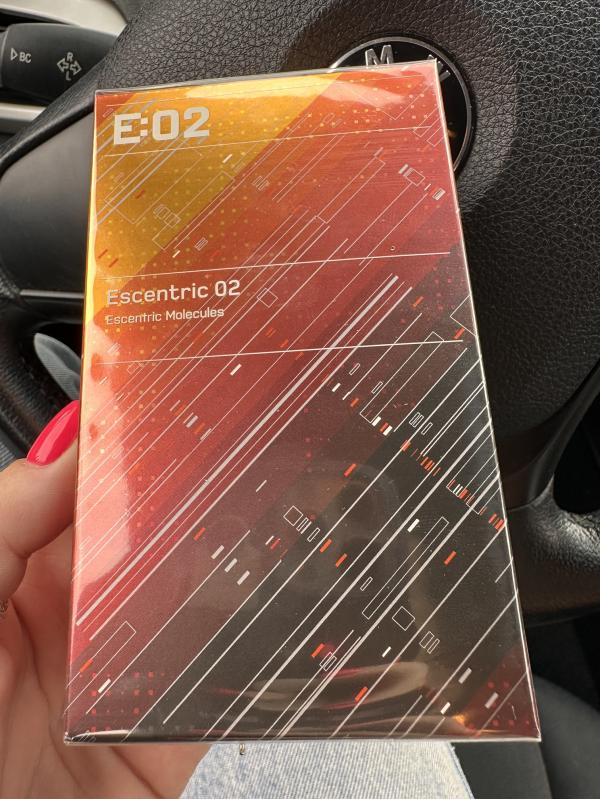 BC
R
L
M
E:02
Escentric 02
Escentric Molecules